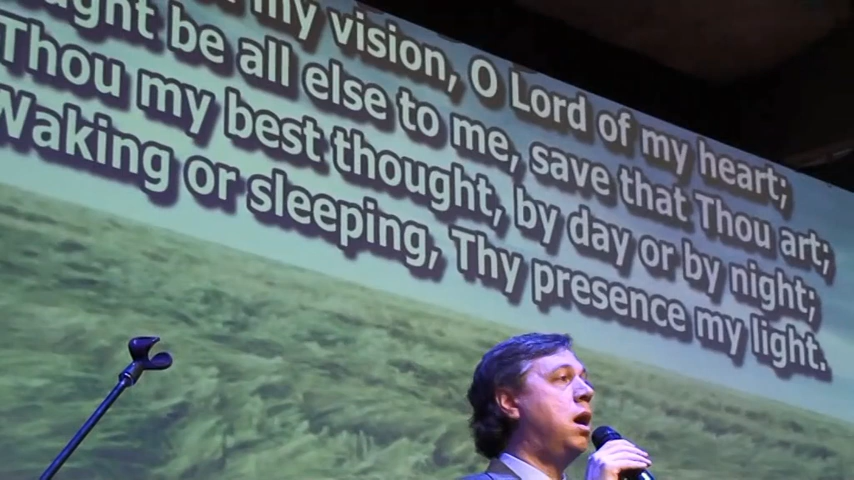 my vision, O Lord of my heart;
be all else to me, save that Thou art;
Thou my best thought, by day or by night,
Waking or sleeping, Thy presence my light.